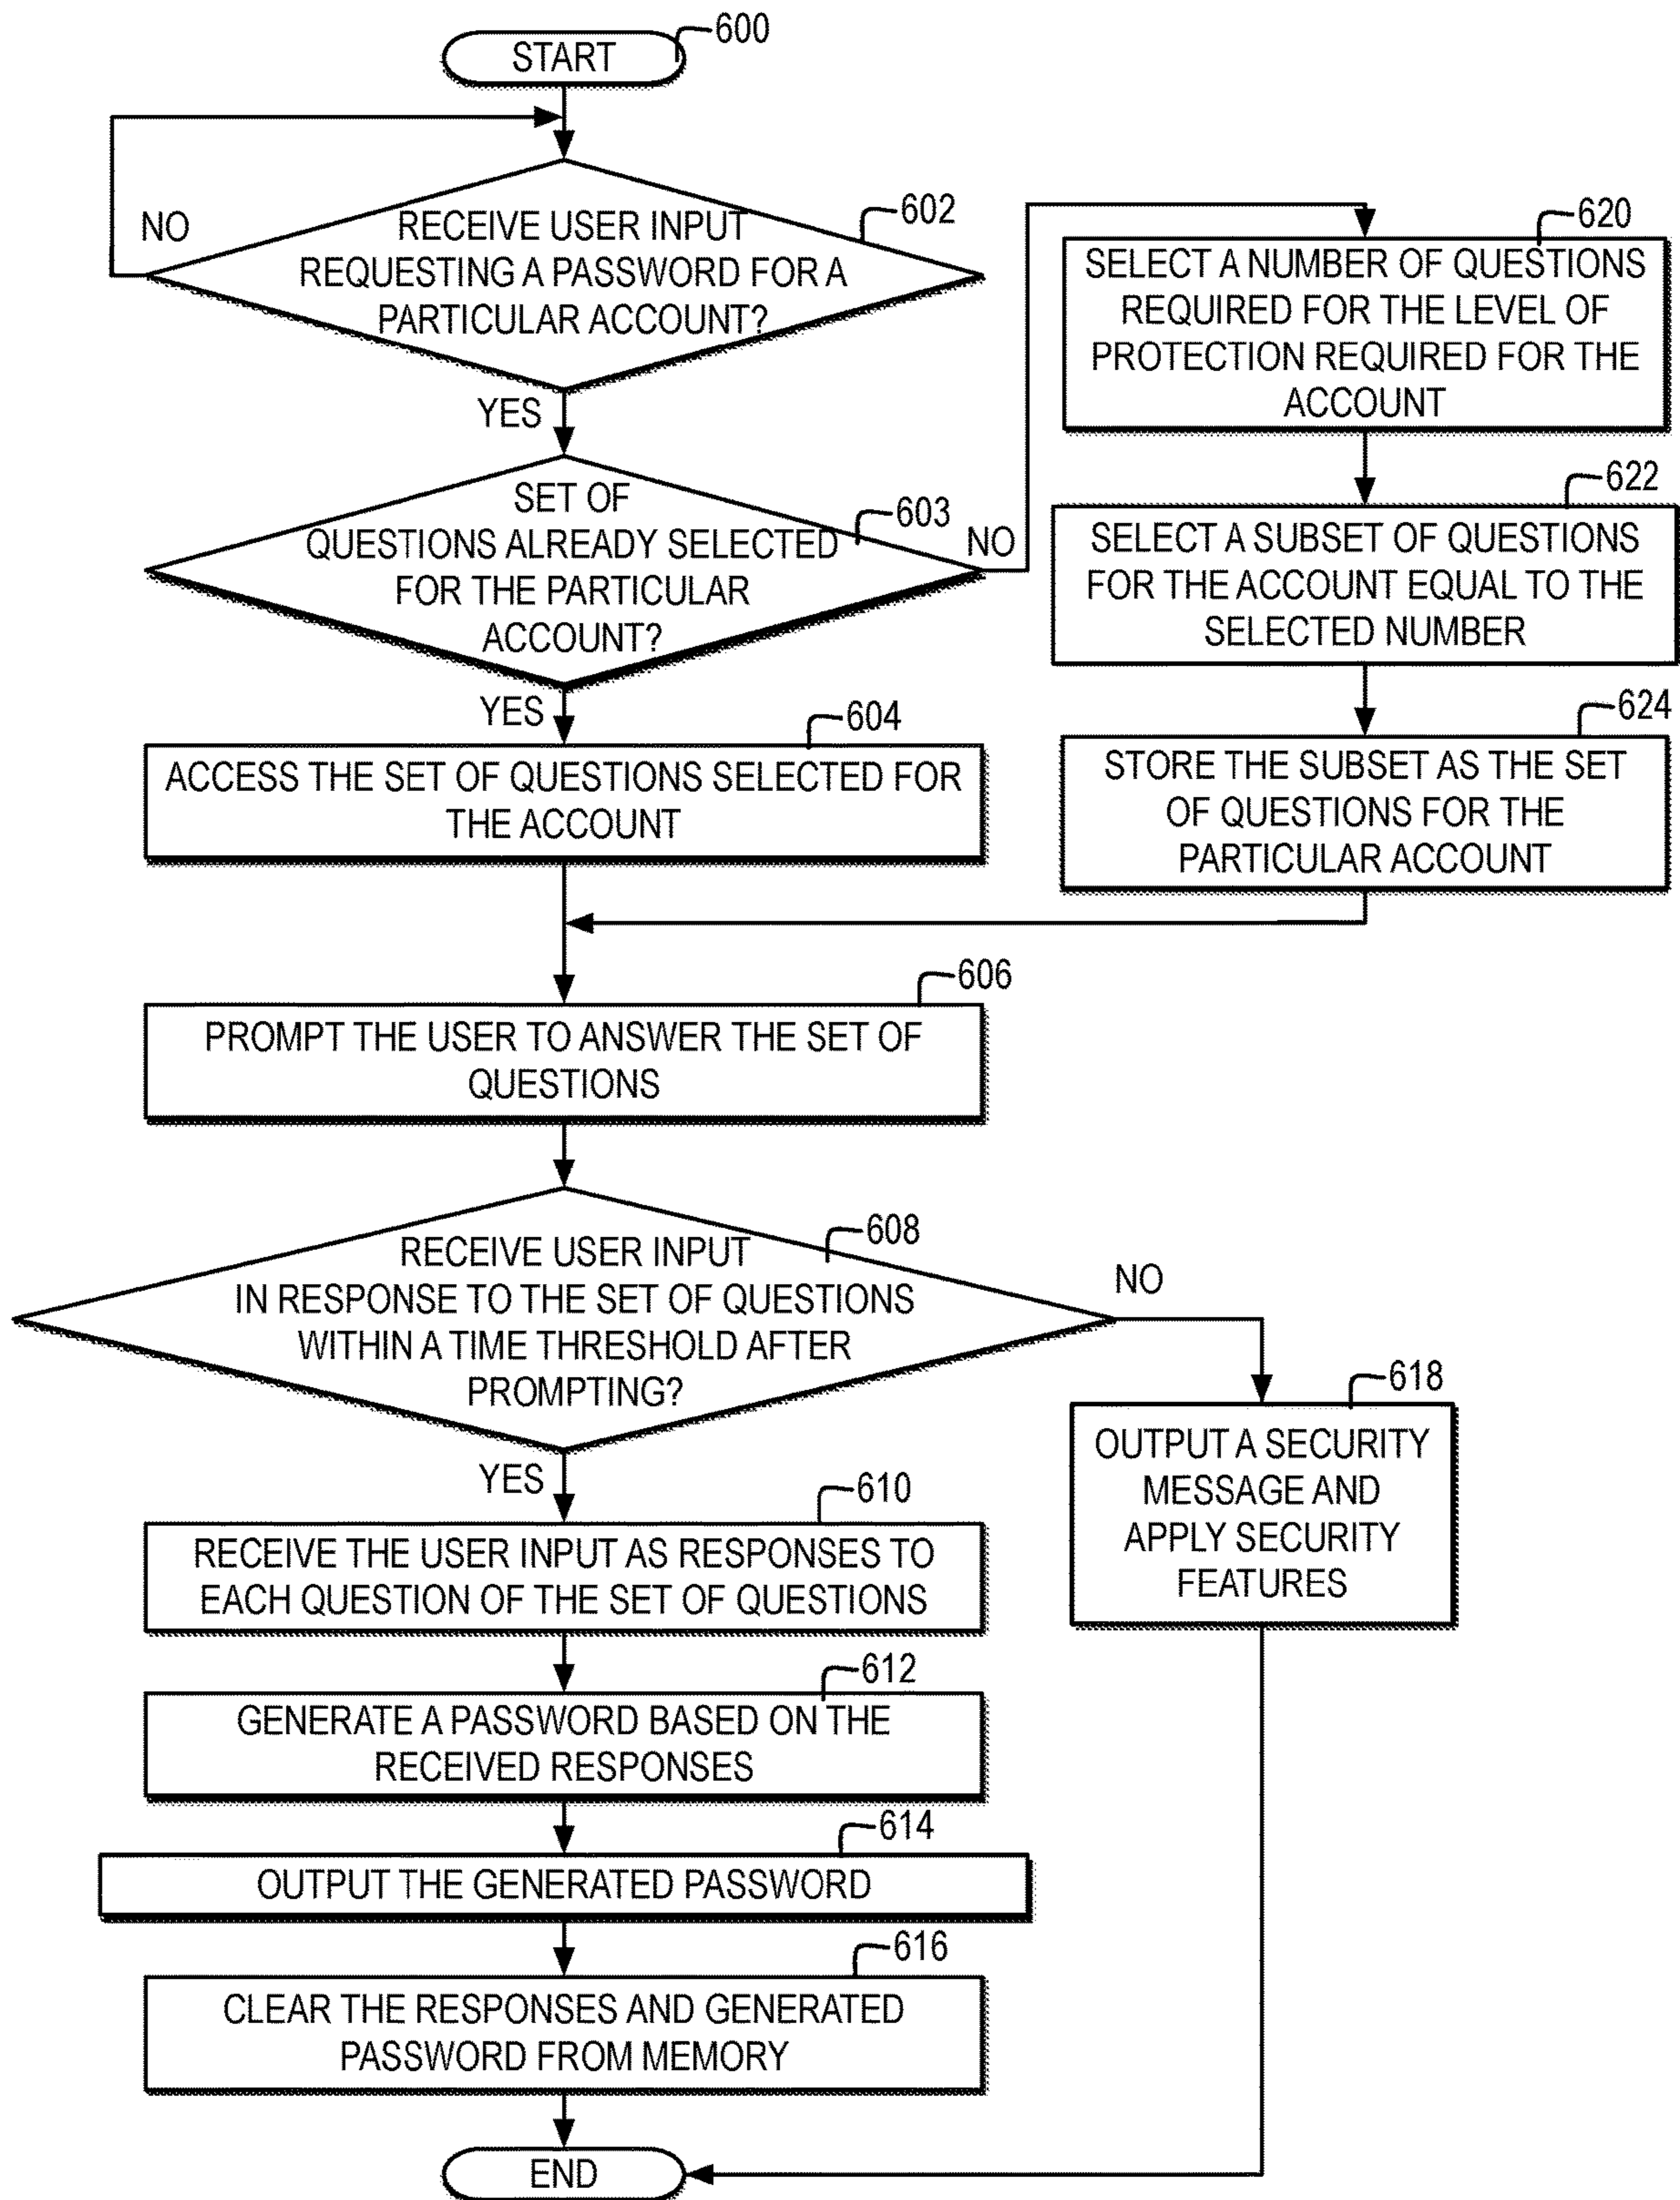 START
600
NO
RECEIVE USER INPUT
REQUESTING A PASSWORD FOR A
PARTICULAR ACCOUNT?
602
YES
SET OF
QUESTIONS ALREADY SELECTED
FOR THE PARTICULAR
ACCOUNT?
603
NO
620
SELECT A NUMBER OF QUESTIONS
REQUIRED FOR THE LEVEL OF
PROTECTION REQUIRED FOR THE
ACCOUNT
622
SELECT A SUBSET OF QUESTIONS
FOR THE ACCOUNT EQUAL TO THE
SELECTED NUMBER
624
STORE THE SUBSET AS THE SET
OF QUESTIONS FOR THE
PARTICULAR ACCOUNT
YES
604
ACCESS THE SET OF QUESTIONS SELECTED FOR
THE ACCOUNT
606
PROMPT THE USER TO ANSWER THE SET OF
QUESTIONS
608
RECEIVE USER INPUT
IN RESPONSE TO THE SET OF QUESTIONS
WITHIN A TIME THRESHOLD AFTER
PROMPTING?
NO
618
OUTPUT A SECURITY
MESSAGE AND
APPLY SECURITY
FEATURES
YES
610
RECEIVE THE USER INPUT AS RESPONSES TO
EACH QUESTION OF THE SET OF QUESTIONS
612
GENERATE A PASSWORD BASED ON THE
RECEIVED RESPONSES
614
OUTPUT THE GENERATED PASSWORD
616
CLEAR THE RESPONSES AND GENERATED
PASSWORD FROM MEMORY
END